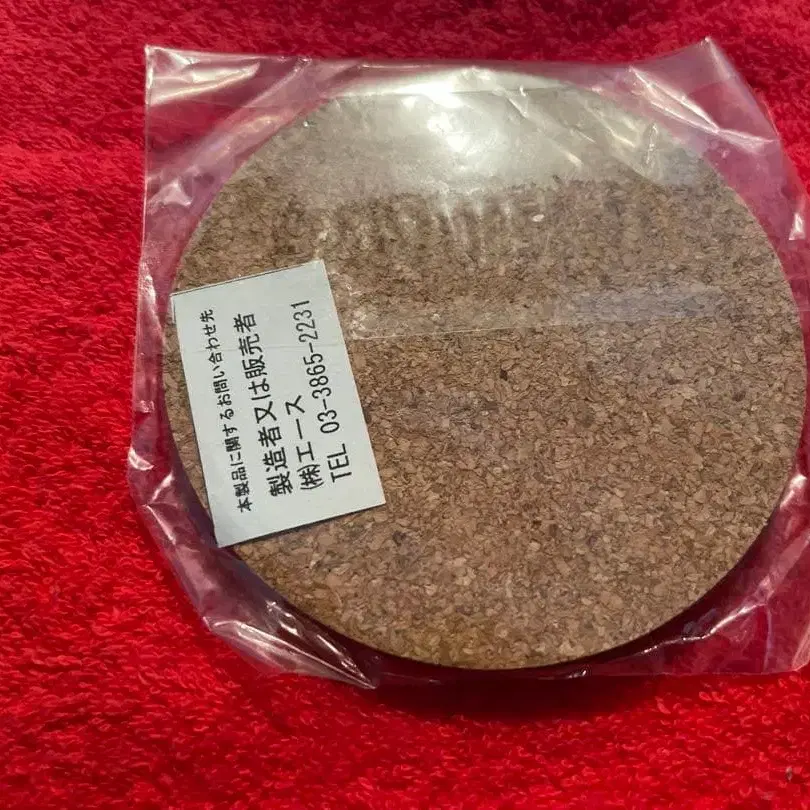 本製品に関するお問い合わせ先
製造者又は販売者
㈱エース
TEL 03-3865-2231